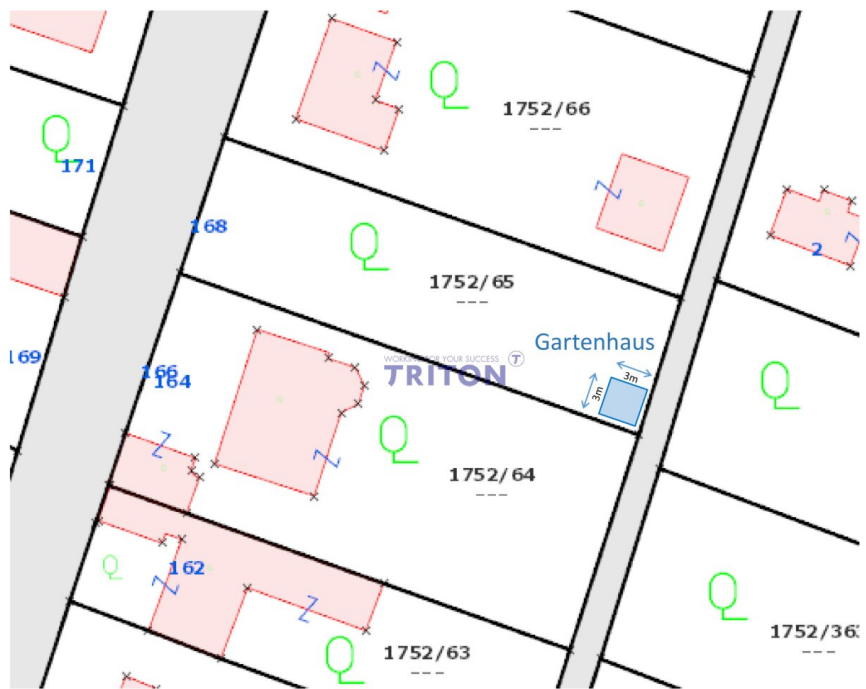 1752/66
---
171
168
1752/65
---
2
Gartenhaus
3m
3m
169
166
164
WORKING FOR YOUR SUCCESS
TRITON
T
1752/64
---
162
1752/63
---
1752/36
---